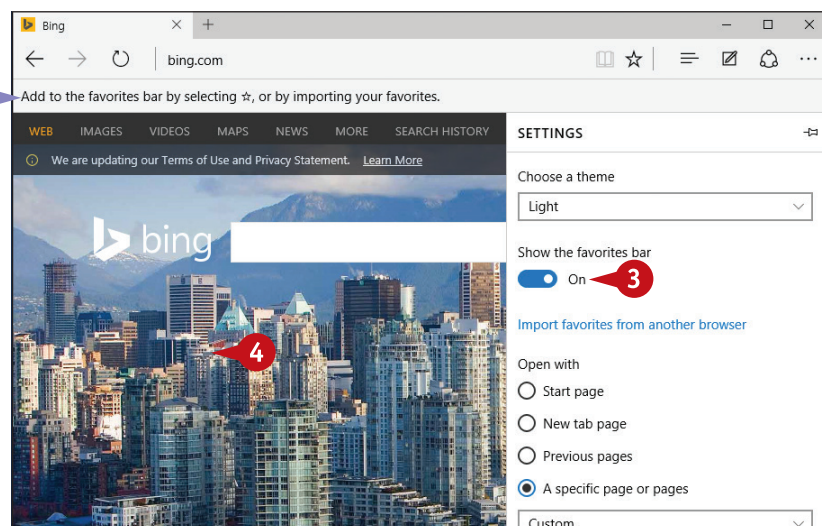 Bing
bing.com
Add to the favorites bar by selecting ☆, or by importing your favorites.
WEB IMAGES VIDEOS MAPS NEWS MORE SEARCH HISTORY
We are updating our Terms of Use and Privacy Statement. Learn More
bing
4
SETTINGS
Choose a theme
Light
Show the favorites bar
On
3
Import favorites from another browser
Open with
Start page
New tab page
Previous pages
A specific page or pages
Custom